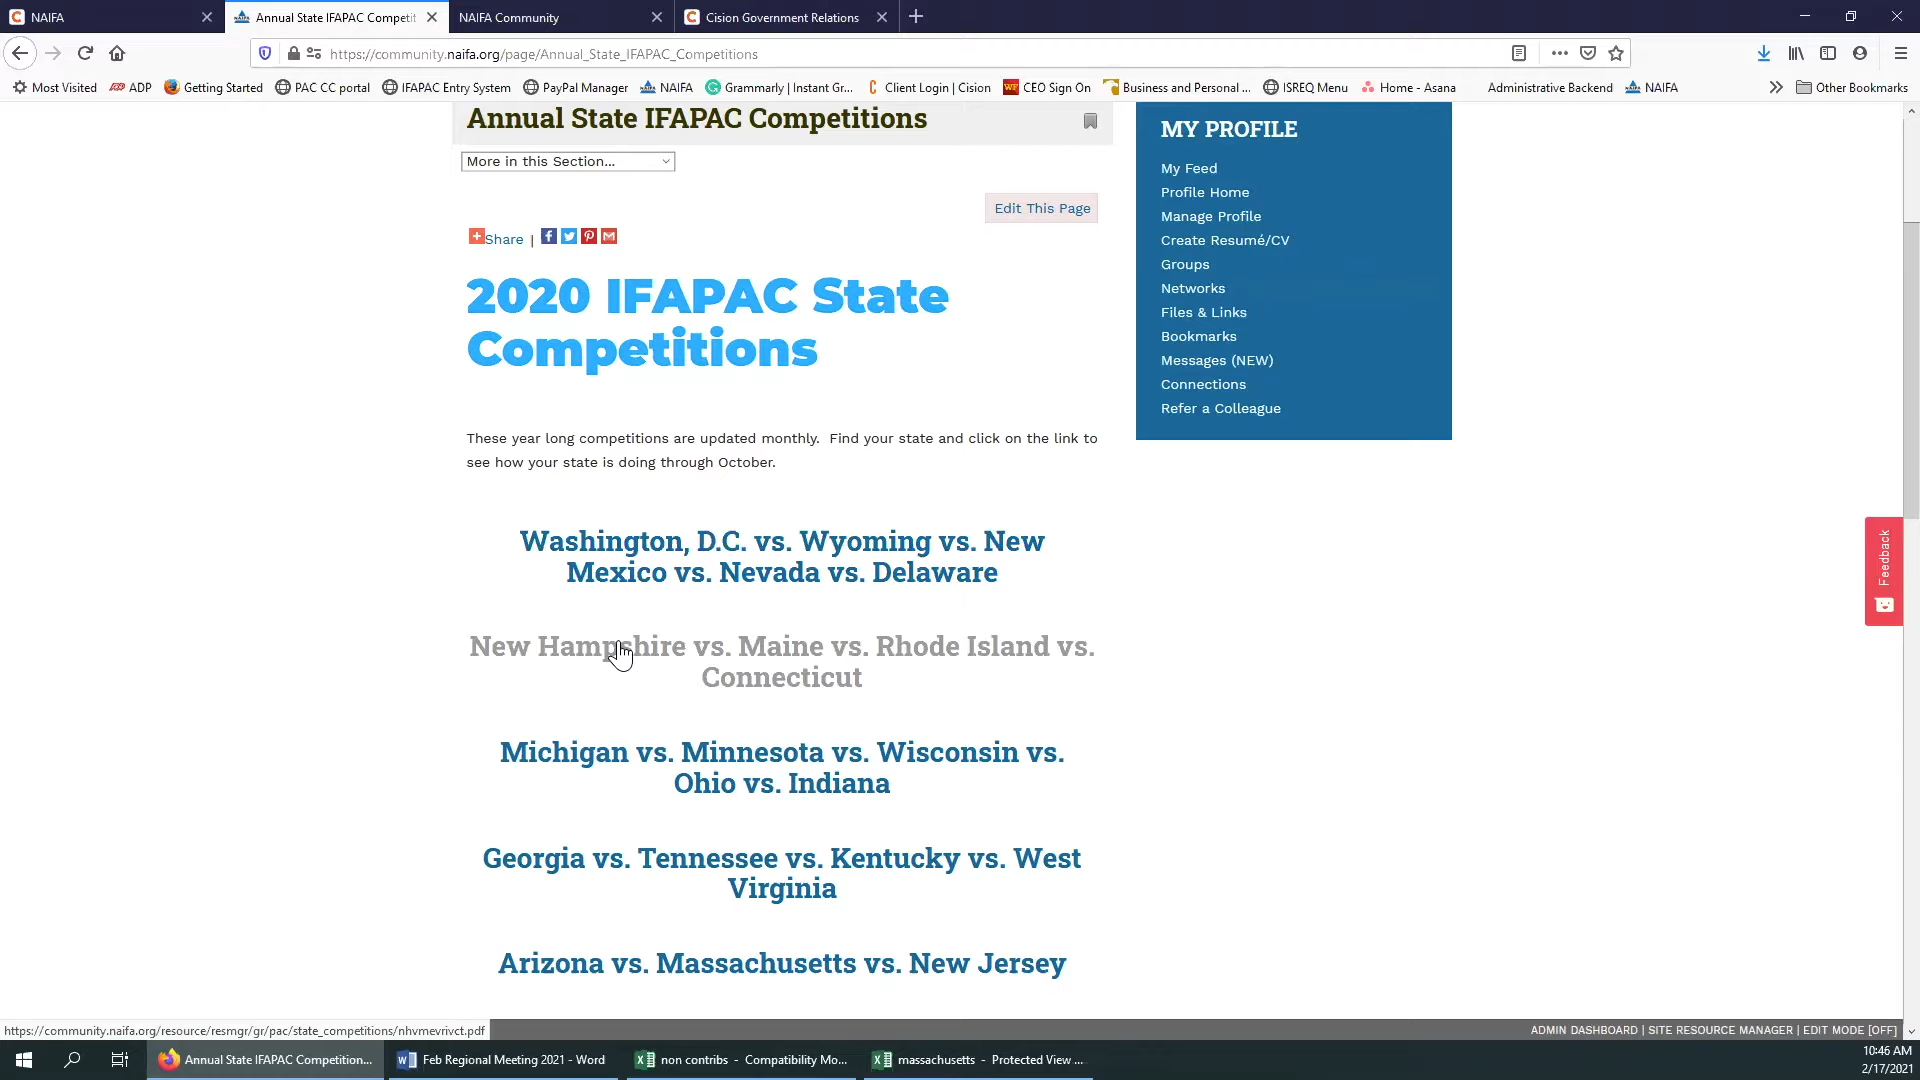 NAIFA
Annual State IFAPAC Competit
NAIFA Community
Cision Government Relations
https://community.naifa.org/page/Annual_State_IFAPAC_Competitions
Most Visited
ADP
Getting Started
PAC CC portal
IFAPAC Entry System
PayPal Manager
NAIFA
Grammarly | Instant Gr...
Client Login | Cision
CEO Sign On
Business and Personal ...
ISREQ Menu
Home - Asana
Administrative Backend
NAIFA
Other Bookmarks
Annual State IFAPAC Competitions
More in this Section...
Edit This Page
Share |
2020 IFAPAC State
Competitions
These year long competitions are updated monthly. Find your state and click on the link to
see how your state is doing through October.
Washington, D.C. vs. Wyoming vs. New
Mexico vs. Nevada vs. Delaware
New Hampshire vs. Maine vs. Rhode Island vs.
Connecticut
Michigan vs. Minnesota vs. Wisconsin vs.
Ohio vs. Indiana
Georgia vs. Tennessee vs. Kentucky vs. West
Virginia
Arizona vs. Massachusetts vs. New Jersey
MY PROFILE
My Feed
Profile Home
Manage Profile
Create Resumé/CV
Groups
Networks
Files & Links
Bookmarks
Messages (NEW)
Connections
Refer a Colleague
Feedback
https://community.naifa.org/resource/resmgr/gr/pac/state_competitions/nhvmevrivct.pdf
ADMIN DASHBOARD | SITE RESOURCE MANAGER | EDIT MODE [OFF]
Annual State IFAPAC Competition...
Feb Regional Meeting 2021 - Word
non contribs - Compatibility Mo...
massachusetts - Protected View ...
10:46 AM
2/17/2021